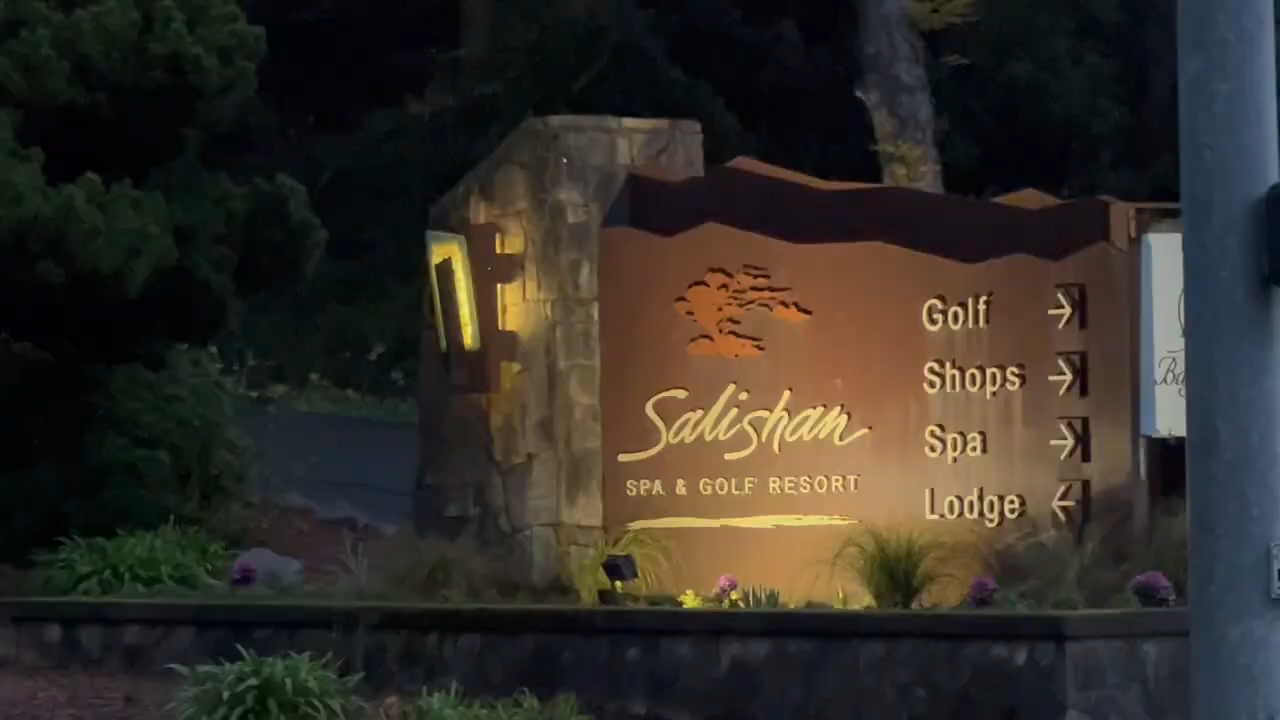 Salishan
SPA & GOLF RESORT
Golf →
Shops →
Spa →
Lodge ←